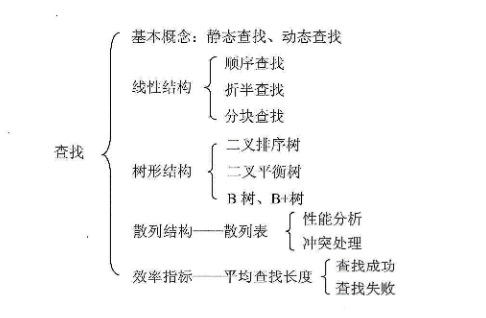 基本概念：静态查找、动态查找
顺序查找
线性结构
折半查找
分块查找
查找
二叉排序树
树形结构
二叉平衡树
B 树、B+树
性能分析
散列结构——散列表
冲突处理
查找成功
效率指标——平均查找长度
查找失败